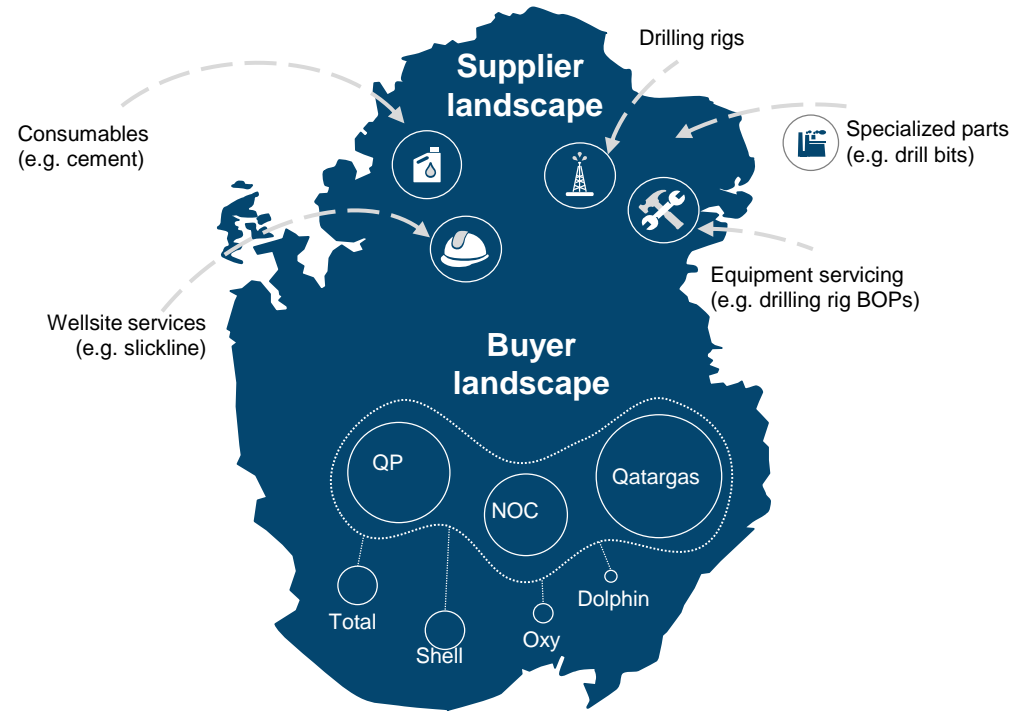 Drilling rigs
Supplier
landscape
Consumables
(e.g. cement)
Specialized parts
(e.g. drill bits)
Equipment servicing
(e.g. drilling rig BOPs)
Wellsite services
(e.g. slickline)
Buyer
landscape
QP
NOC
Qatargas
Total
Shell
Oxy
Dolphin